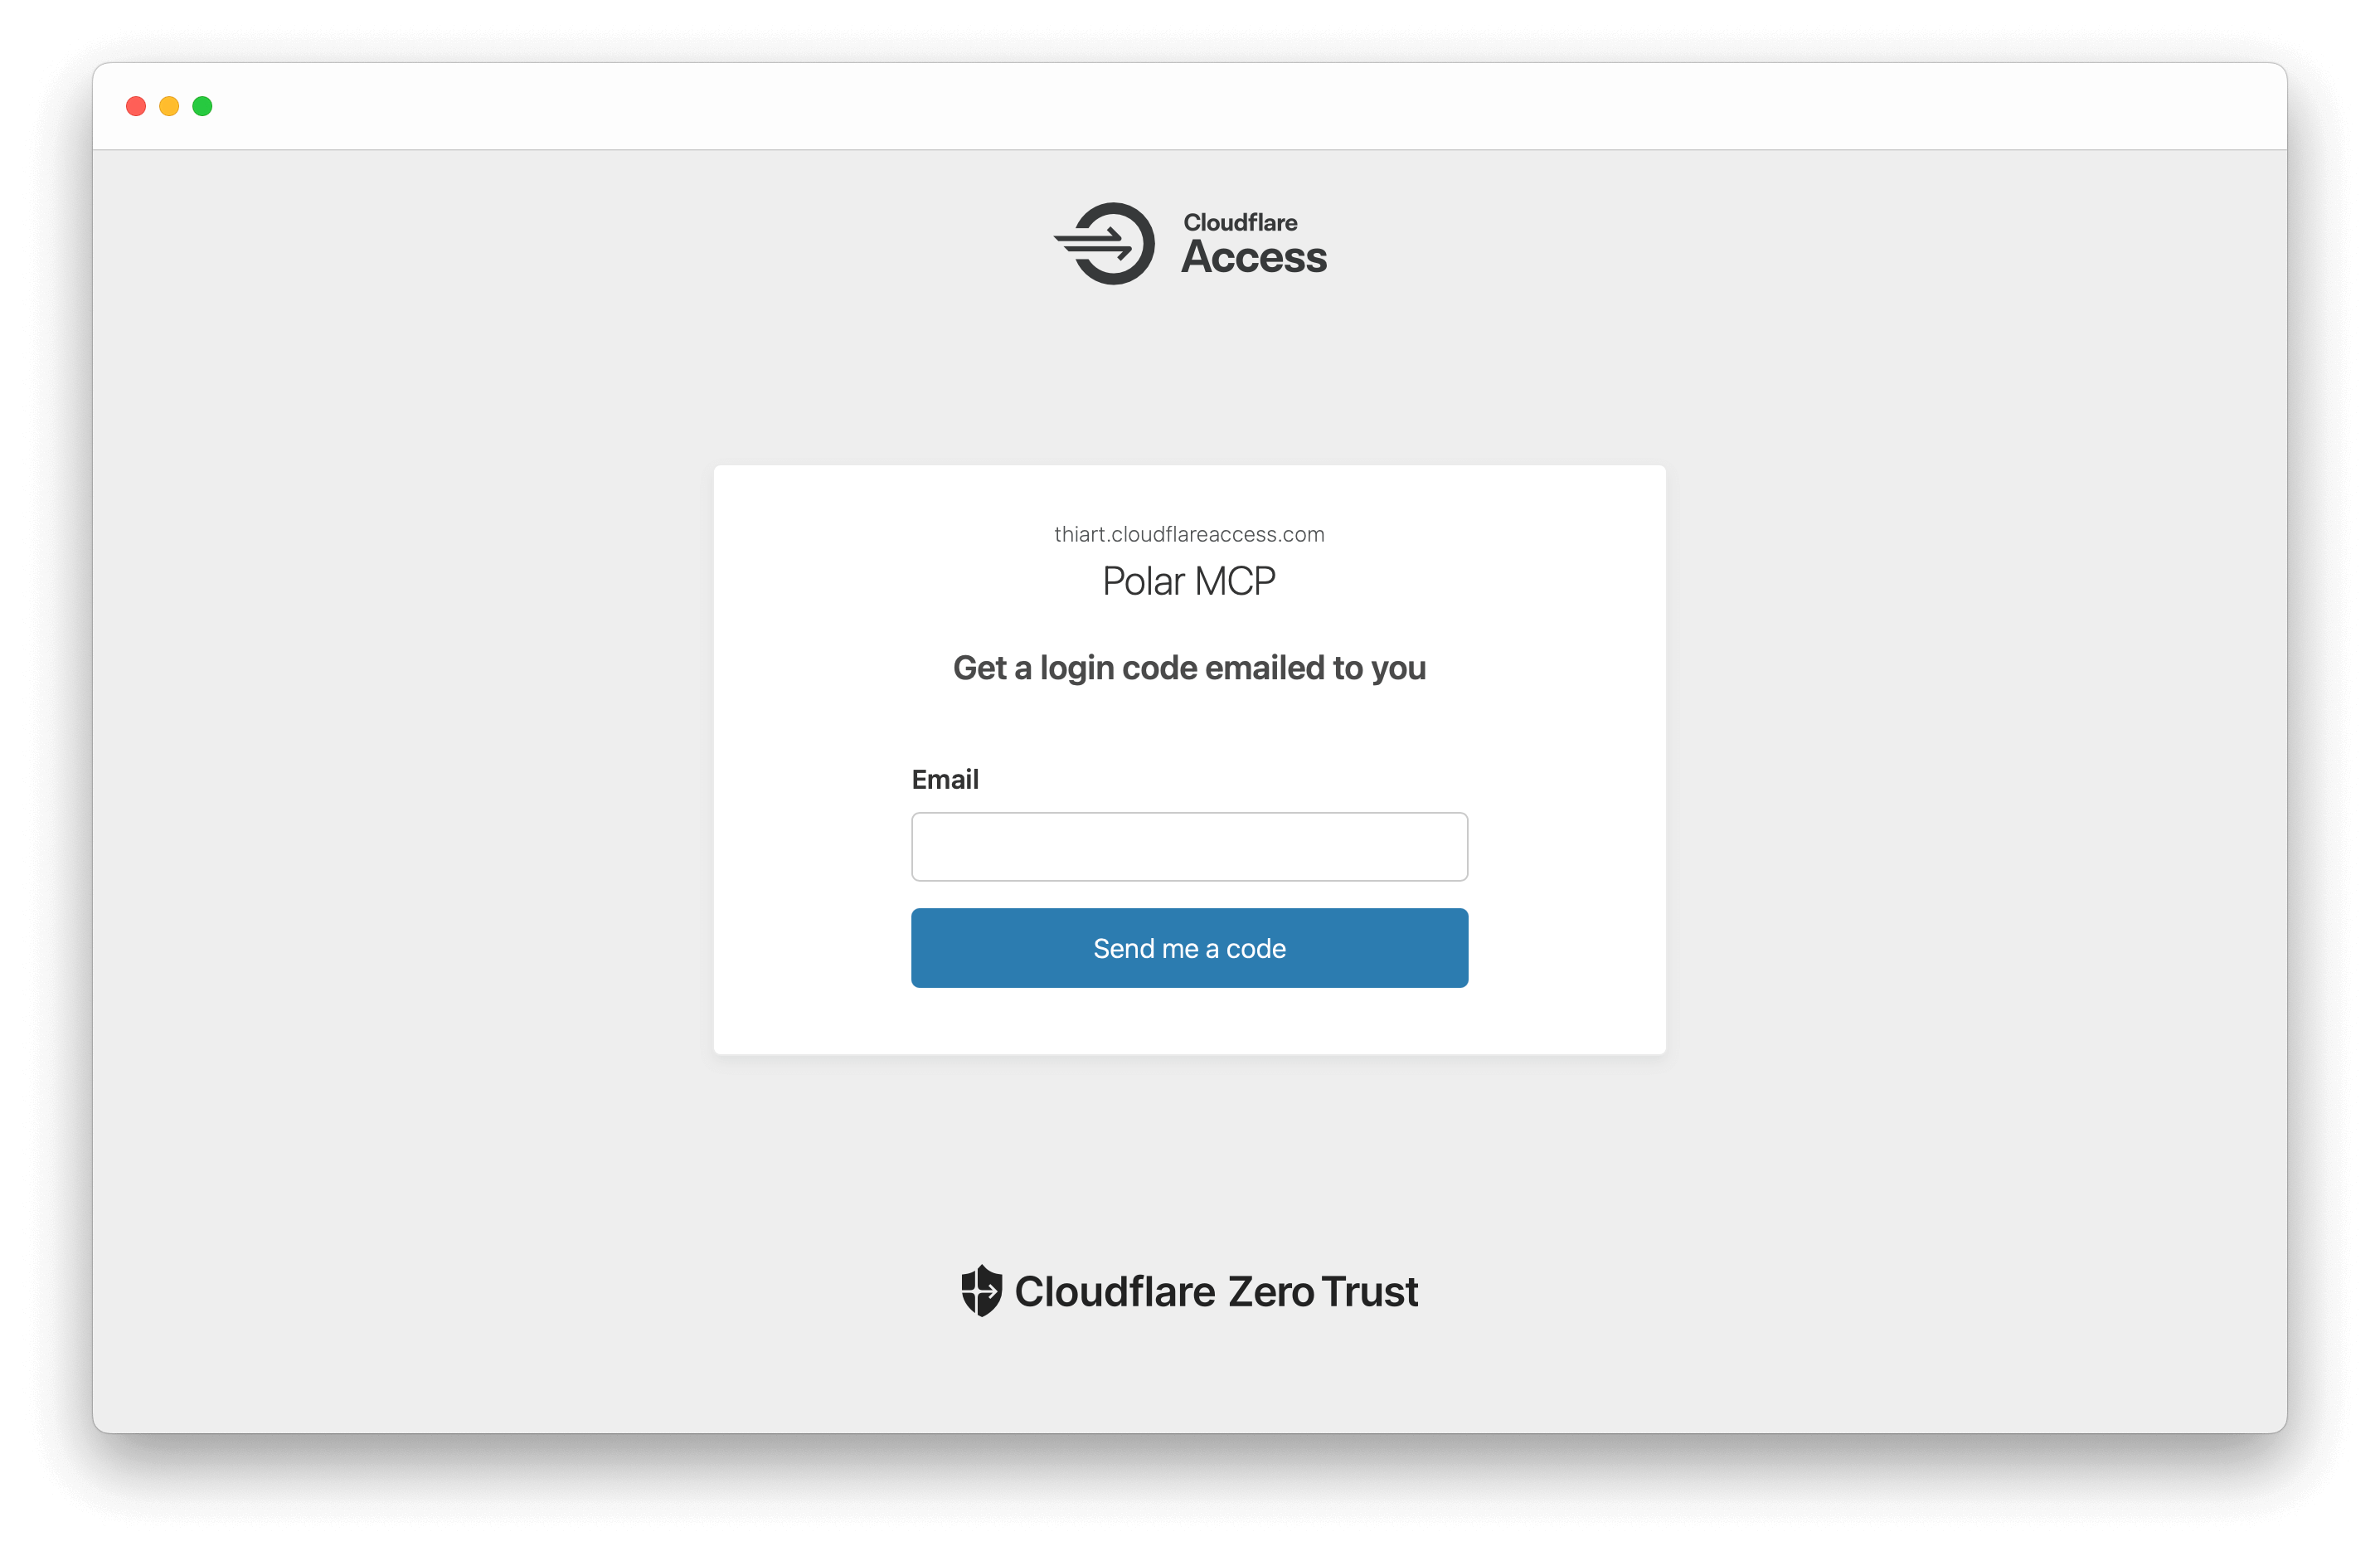 Cloudflare
Access
thiart.cloudflareaccess.com
Polar MCP
Get a login code emailed to you
Email
Send me a code
Cloudflare Zero Trust